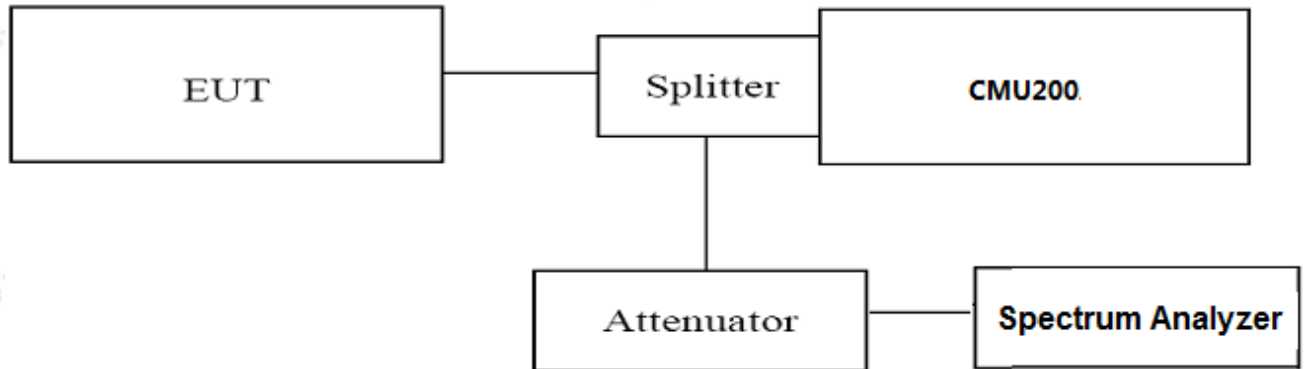 EUT
Splitter
CMU200
Attenuator
Spectrum Analyzer